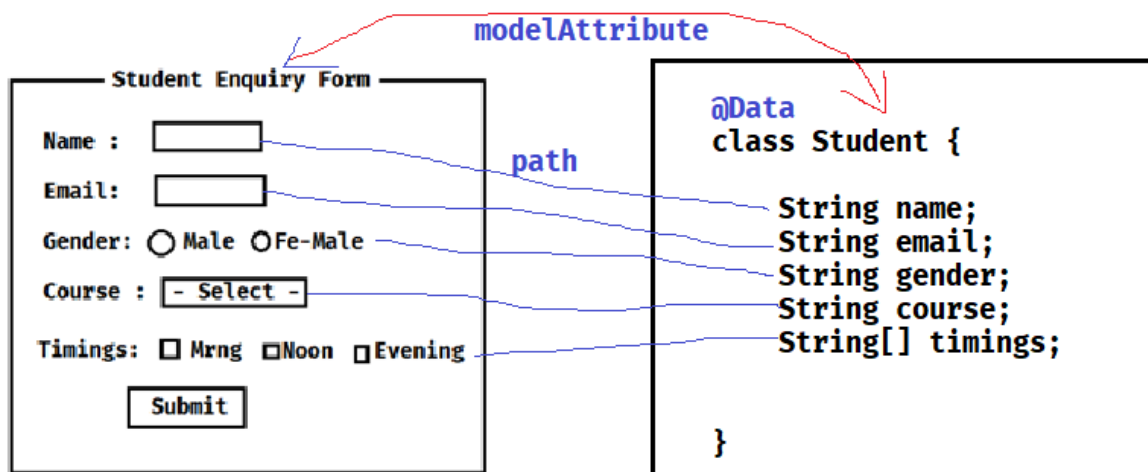 modelAttribute
Student Enquiry Form
Name :
Email:
Gender: Male Fe-Male
Course : - Select -
Timings: Mrng Noon Evening
Submit
path
@Data
class Student {
String name;
String email;
String gender;
String course;
String[] timings;
}